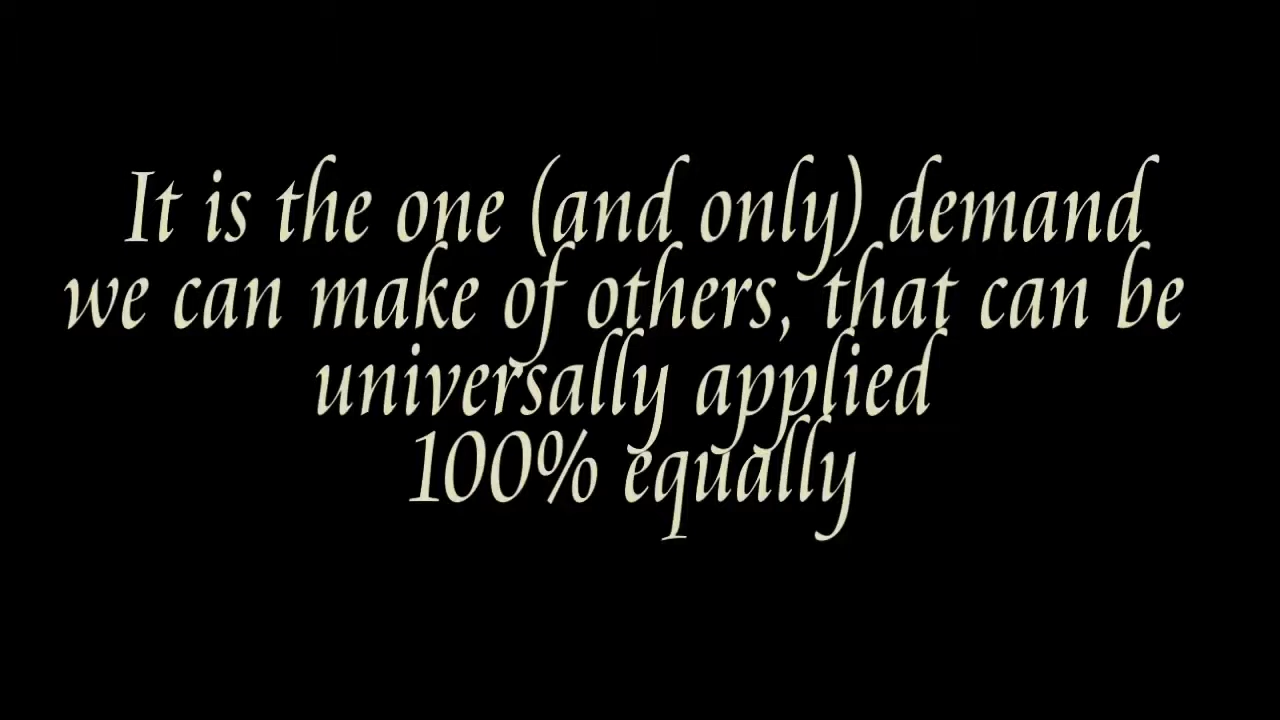 It is the one (and only) demand
we can make of others, that can be
universally applied
100% equally